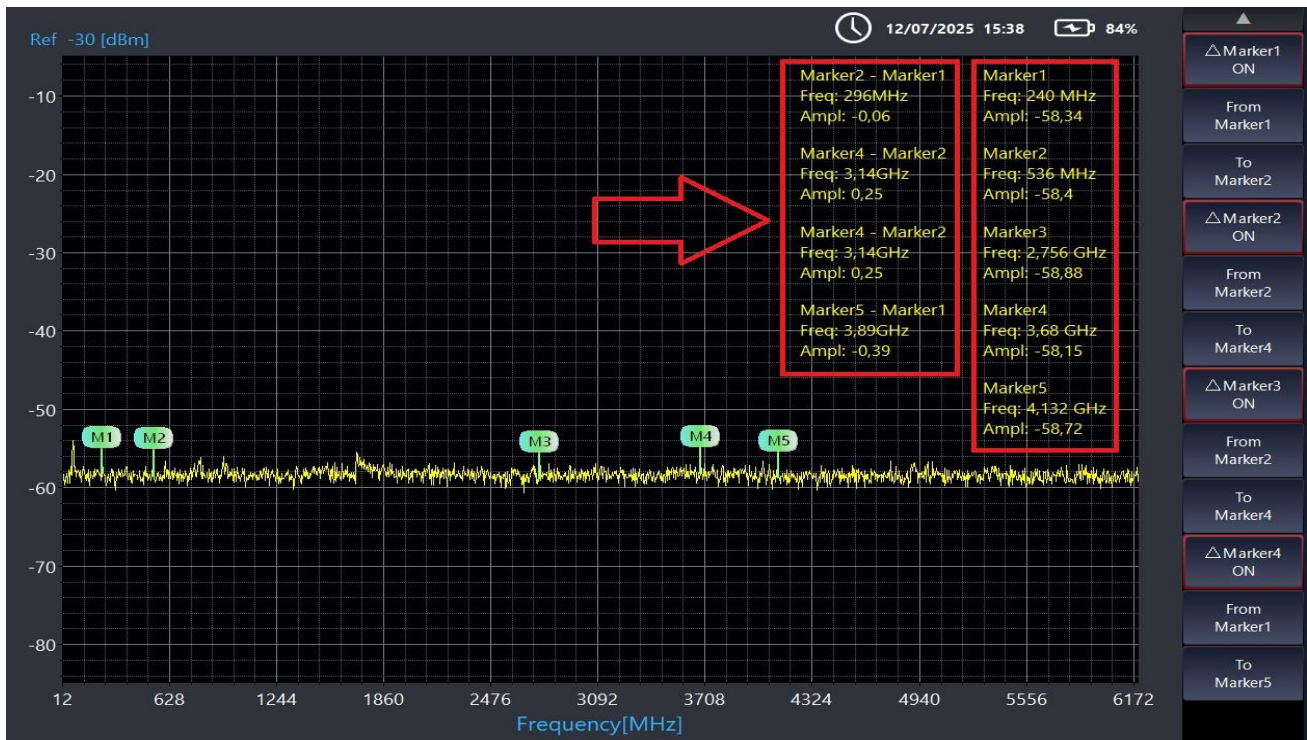 Ref -30 [dBm]
12/07/2025 15:38
84%
Marker2 - Marker1
Freq: 296MHz
Ampl: -0,06
Marker4 - Marker2
Freq: 3,14GHz
Ampl: 0,25
Marker4 - Marker2
Freq: 3,14GHz
Ampl: 0,25
Marker5 - Marker1
Freq: 3,89GHz
Ampl: -0,39
Marker1
Freq: 240 MHz
Ampl: -58,34
Marker2
Freq: 536 MHz
Ampl: -58,4
Marker3
Freq: 2,756 GHz
Ampl: -58,88
Marker4
Freq: 3,68 GHz
Ampl: -58,15
Marker5
Freq: 4,132 GHz
Ampl: -58,72
-10
-20
-30
-40
-50
-60
-70
-80
M1
M2
M3
M4
M5
12
628
1244
1860
2476
3092
3708
4324
4940
5556
6172
Frequency[MHz]
△Marker1
ON
From
Marker1
To
Marker2
△Marker2
ON
From
Marker2
To
Marker4
△Marker3
ON
From
Marker2
To
Marker4
△Marker4
ON
From
Marker1
To
Marker5